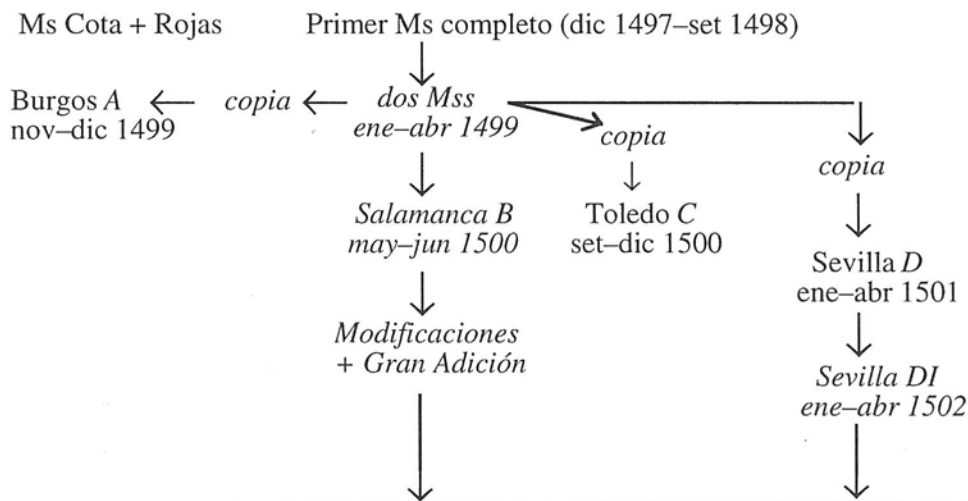 Ms Cota + Rojas
Primer Ms completo (dic 1497–set 1498)
Burgos A
nov–dic 1499
copia
dos Mss
ene–abr 1499
copia
copia
Salamanca B
may–jun 1500
Toledo C
set–dic 1500
Sevilla D
ene–abr 1501
Modificaciones
+ Gran Adición
Sevilla DI
ene–abr 1502